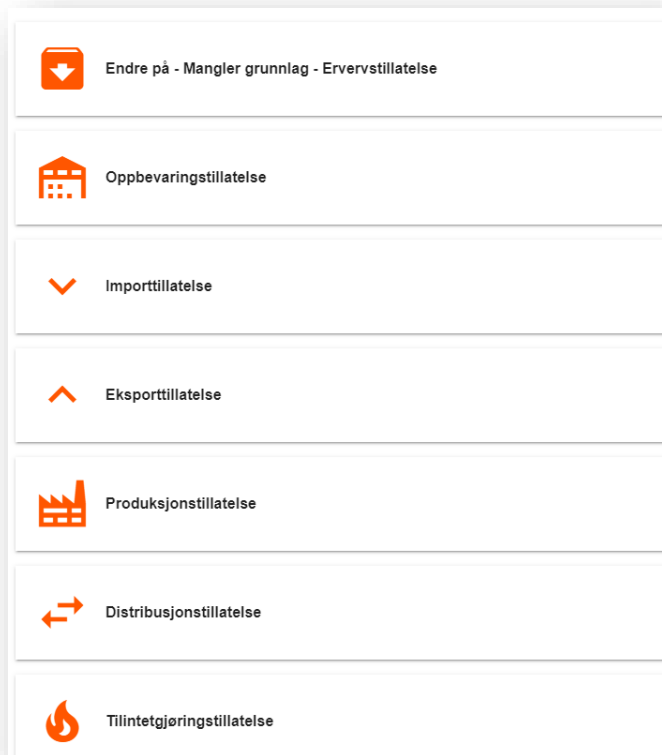 Endre på - Mangler grunnlag - Ervervstillatelse
Oppbevaringstillatelse
Importtillatelse
Eksporttillatelse
Produksjonstillatelse
Distribusjonstillatelse
Tilintetgjøringstillatelse